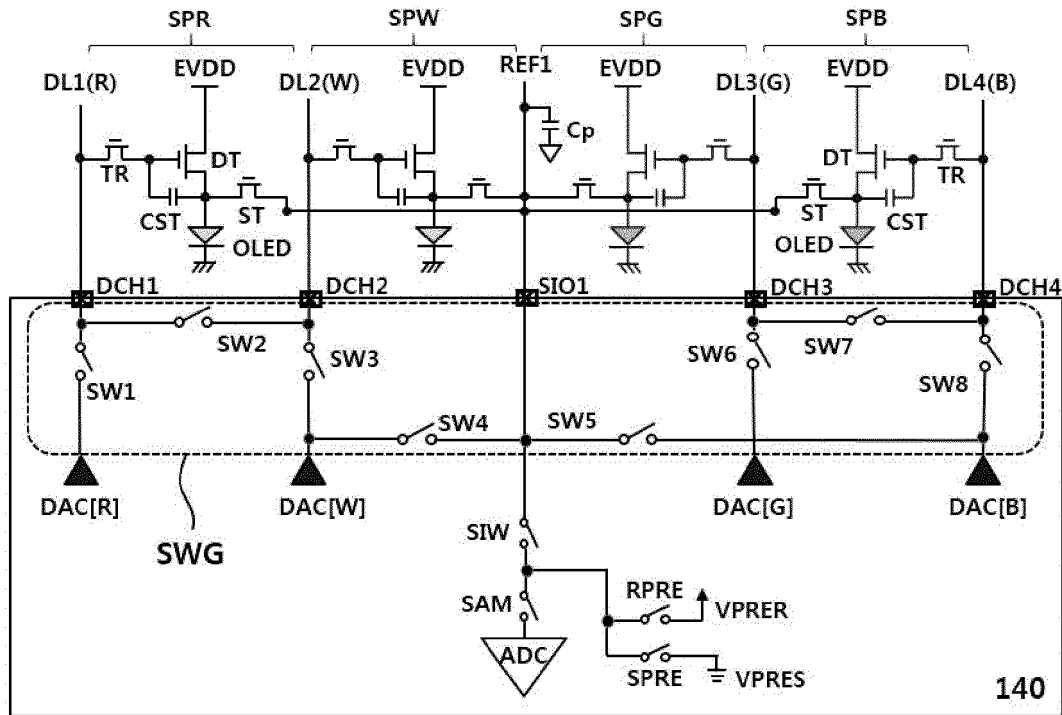 SPR SPW SPG SPB
DL1(R) EVDD DL2(W) EVDD REF1 EVDD DL3(G) EVDD DL4(B)
Cp
TR DT DT TR
CST ST ST CST
OLED OLED
DCH1 DCH2 SIO1 DCH3 DCH4
SW2 SW3 SW6 SW7
SW1 SW8
SW4 SW5
DAC[R] DAC[W] DAC[G] DAC[B]
SWG
SIW
SAM RPRE VPRER
ADC SPRE VPRES
140